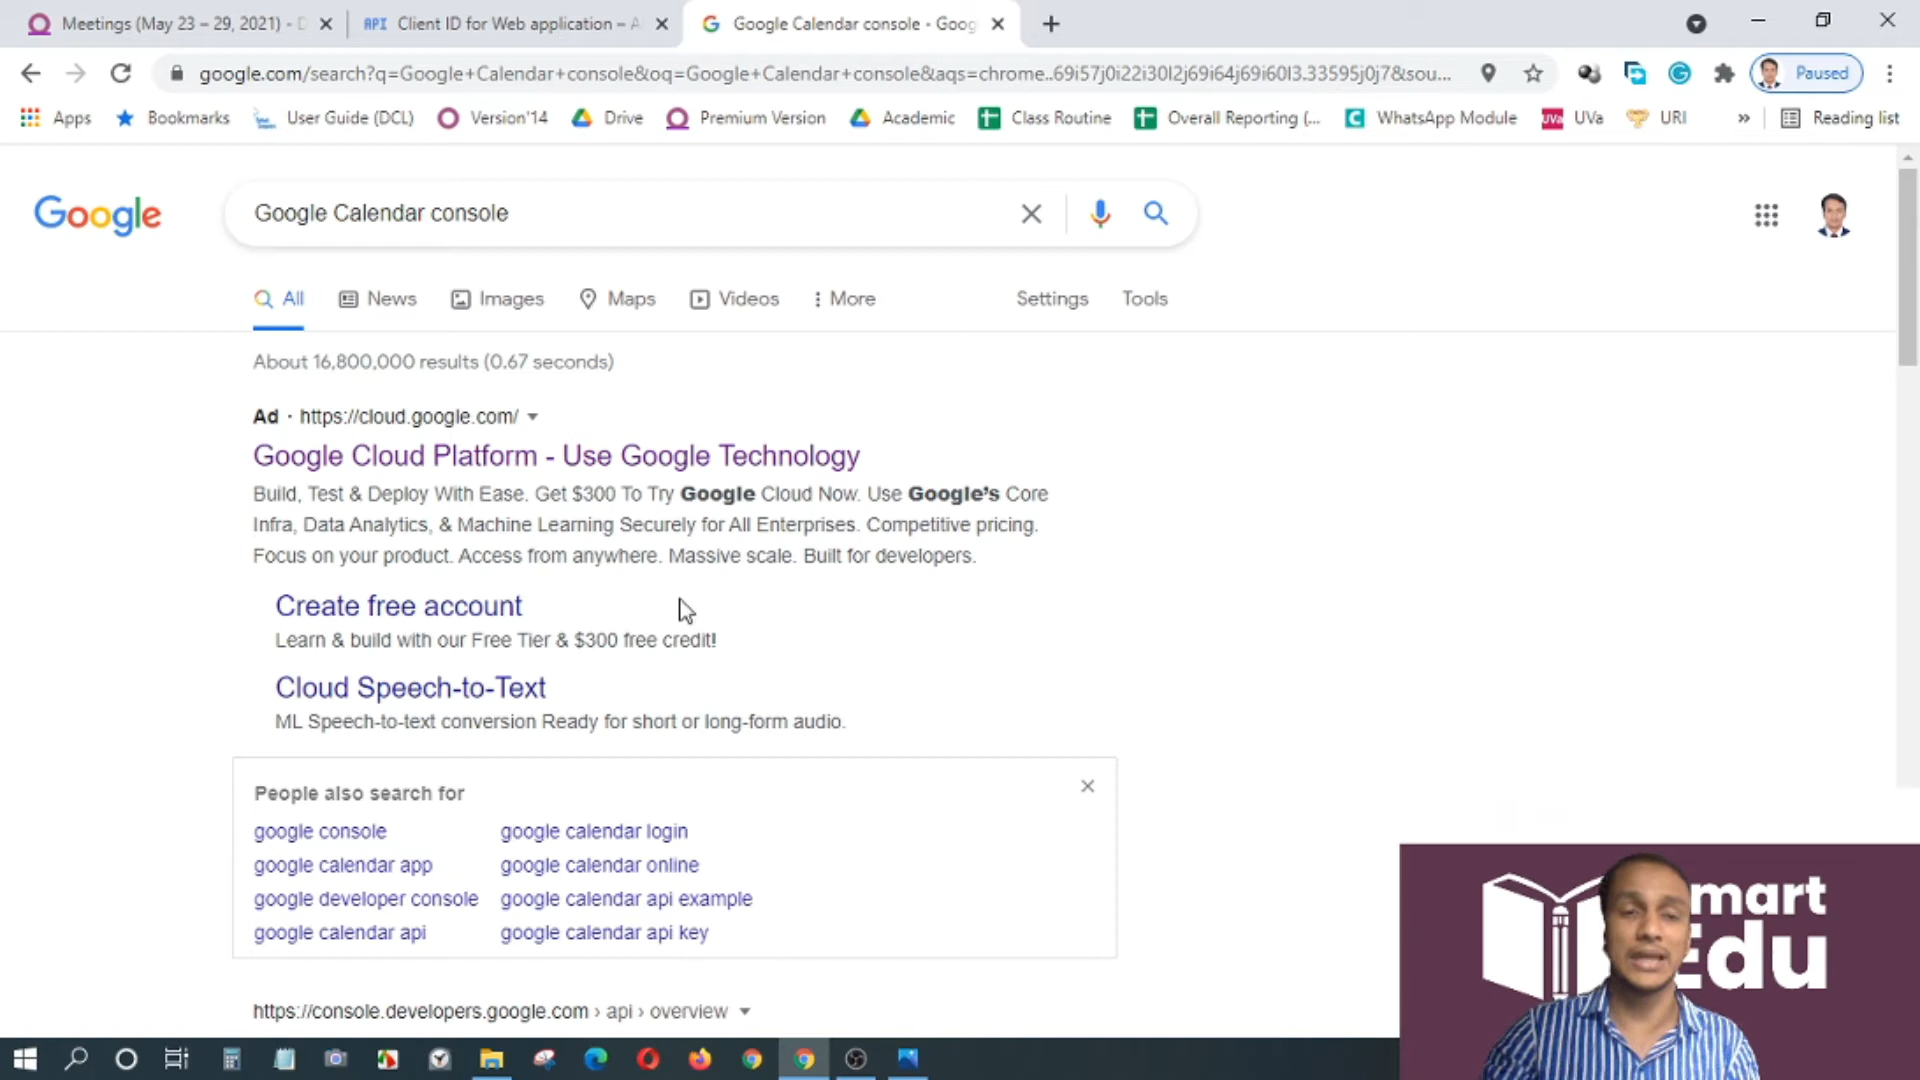 Meetings (May 23 – 29, 2021) - D
API Client ID for Web application – A
Google Calendar console - Goog
google.com/search?q=Google+Calendar+console&oq=Google+Calendar+console&aqs=chrome..69i57j0i22i30l2j69i64j69i60l3.33595j0j7&sou...
Paused
Apps
Bookmarks
User Guide (DCL)
Version'14
Drive
Premium Version
Academic
Class Routine
Overall Reporting (...
WhatsApp Module
UVa UVa
URI
»
Reading list
Google
Google Calendar console
All
News
Images
Maps
Videos
More
Settings
Tools
About 16,800,000 results (0.67 seconds)
Ad · https://cloud.google.com/
Google Cloud Platform - Use Google Technology
Build, Test & Deploy With Ease. Get $300 To Try Google Cloud Now. Use Google's Core
Infra, Data Analytics, & Machine Learning Securely for All Enterprises. Competitive pricing.
Focus on your product. Access from anywhere. Massive scale. Built for developers.
Create free account
Learn & build with our Free Tier & $300 free credit!
Cloud Speech-to-Text
ML Speech-to-text conversion Ready for short or long-form audio.
People also search for
google console
google calendar login
google calendar app
google calendar online
google developer console
google calendar api example
google calendar api
google calendar api key
https://console.developers.google.com › api › overview
mart
Edu